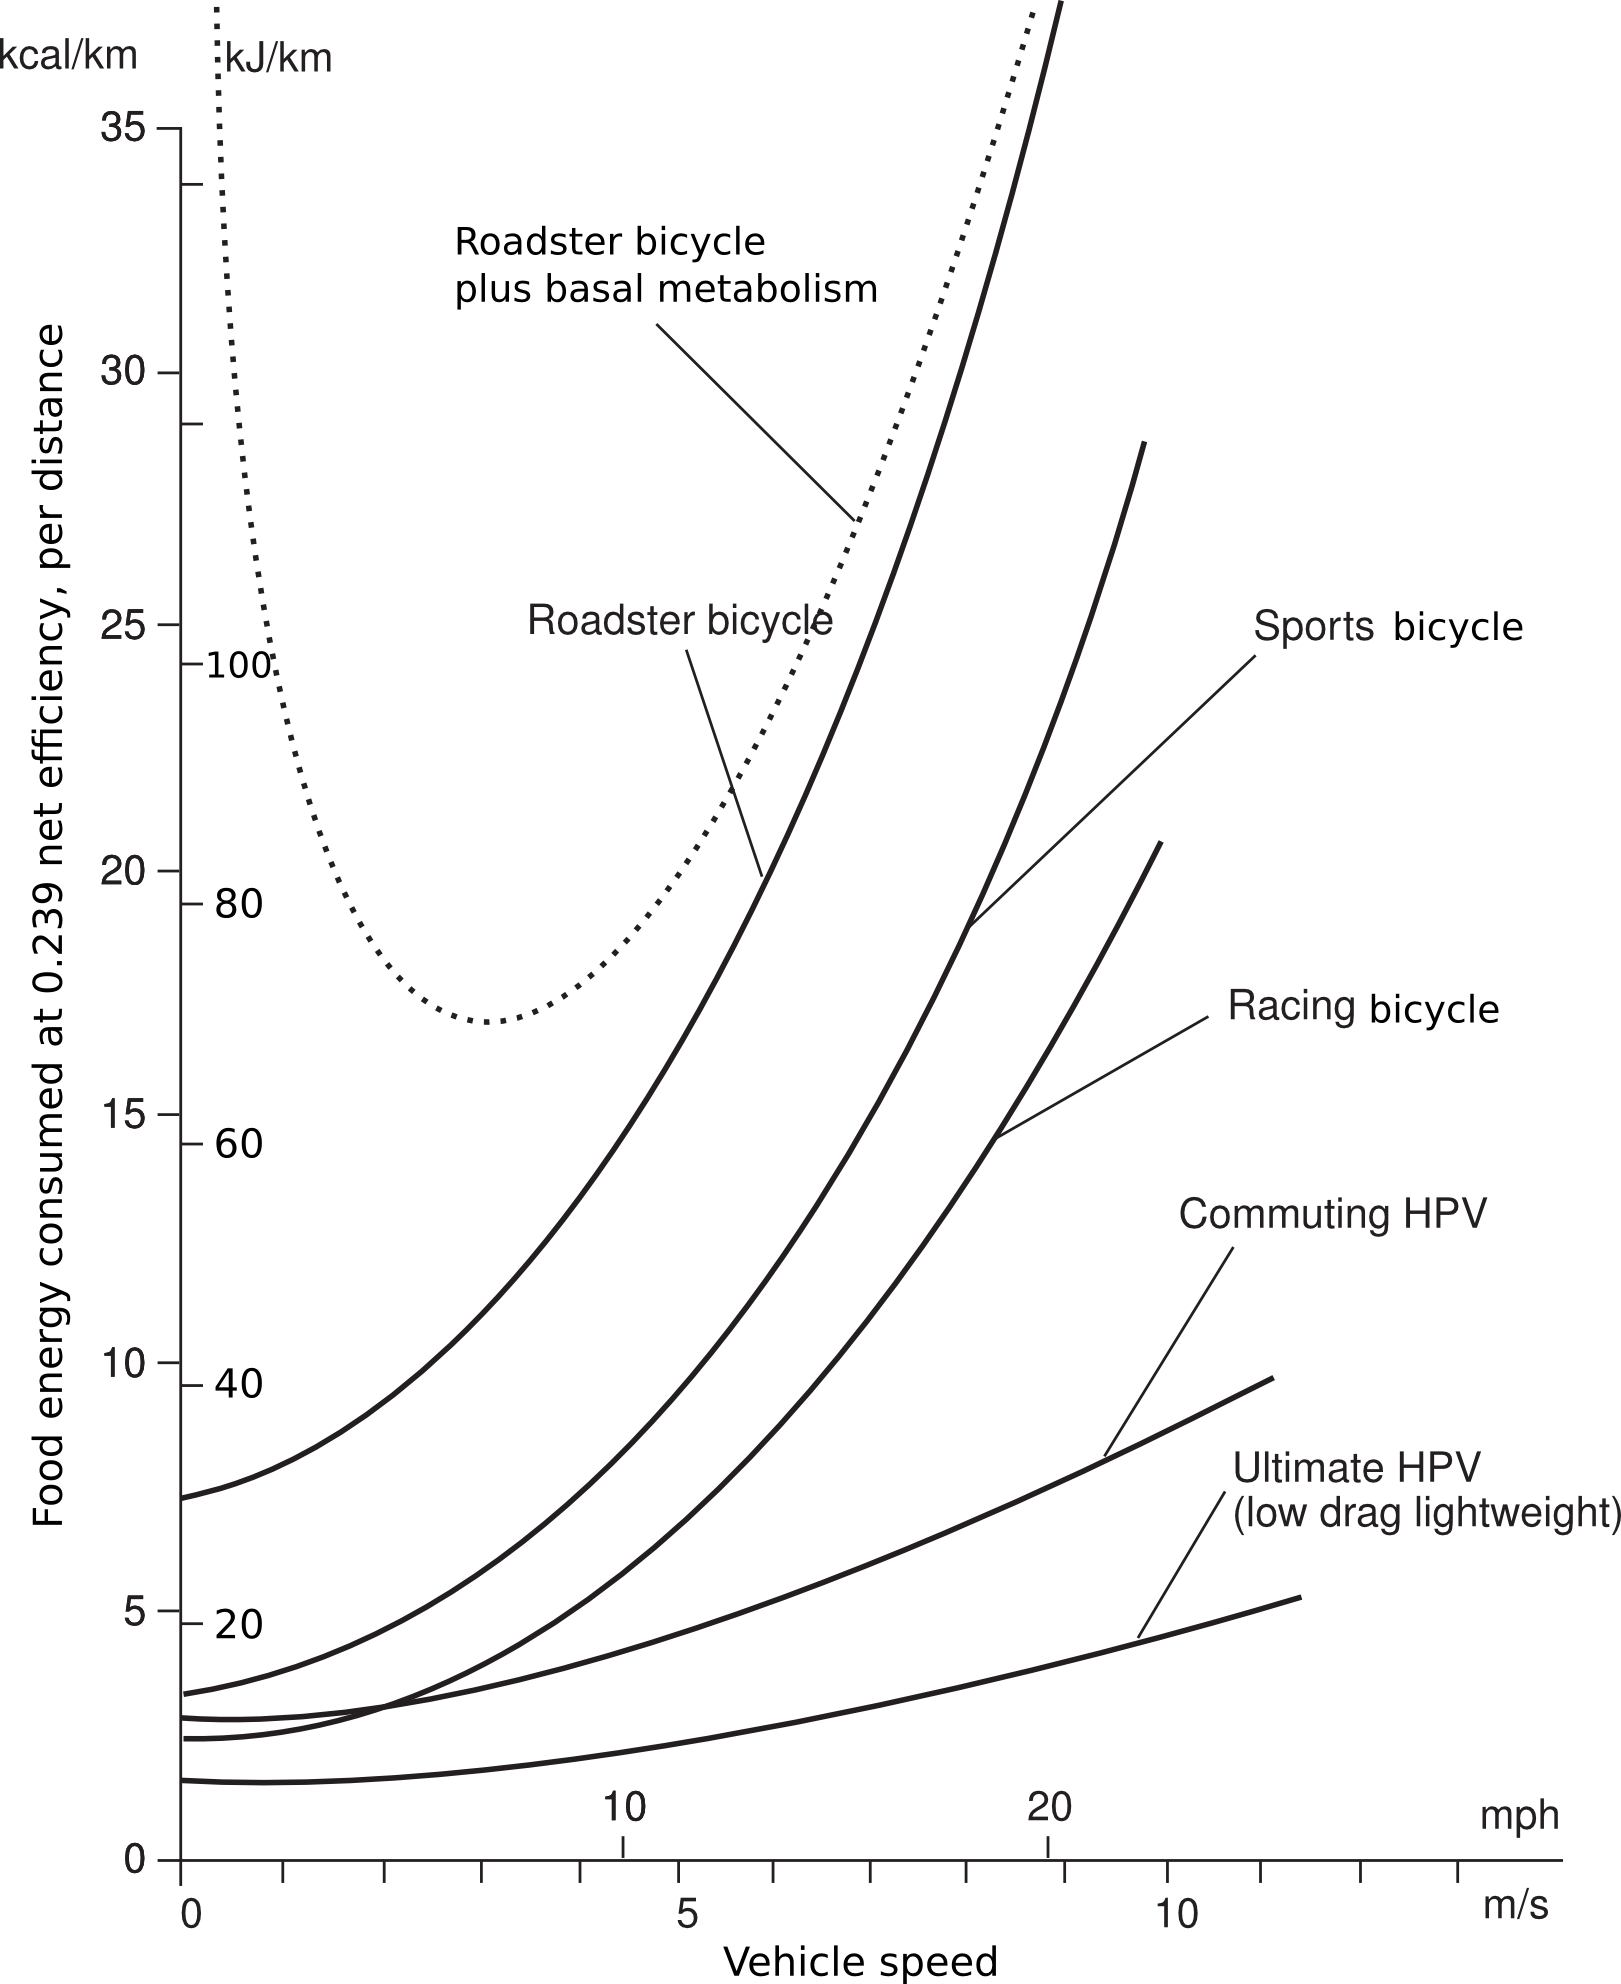 kcal/km
kJ/km
35
Roadster bicycle
plus basal metabolism
30
25
Roadster bicycle
Sports bicycle
100
20
80
Racing bicycle
15
60
Commuting HPV
10
40
Ultimate HPV
(low drag lightweight)
5
20
10
20
mph
0
0
5
10
m/s
Vehicle speed
Food energy consumed at 0.239 net efficiency, per distance